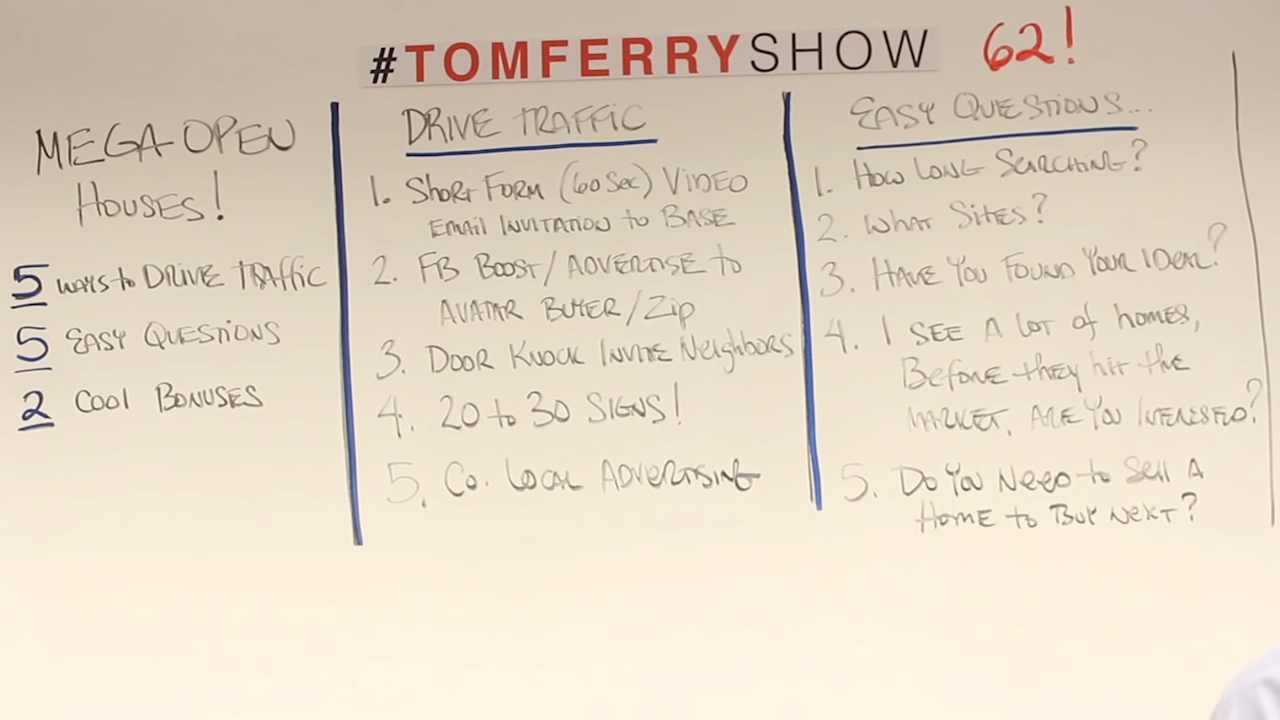 #TOMFERRYSHOW 62!
MEGA OPEN
HOUSES!
5 WAYS to DRIVE TRAFFIC
5 EASY QUESTIONS
2 COOL BONUSES
DRIVE TRAFFIC
1. SHORT FORM (60 SEC) VIDEO
EMAIL INVITATION TO BASE
2. FB BOOST/ADVERTISE to
AVATAR BUYER/Zip
3. DOOR KNOCK INVITE NEighbORS
4. 20 to 30 SIGNS!
5. Co. LOCAL ADVERTISING
EASY QUESTIONS...
1. HOW LONG SEARCHING?
2. WHAT SITES?
3. HAVE YOU FOUND YOUR IDEAL?
4. I SEE A LOT of homes,
BEFORE they hit the
MARKET, ARE YOU INTERESTED?
5. DO YOU NEED to SELL A
HOME to BUY NEXT?